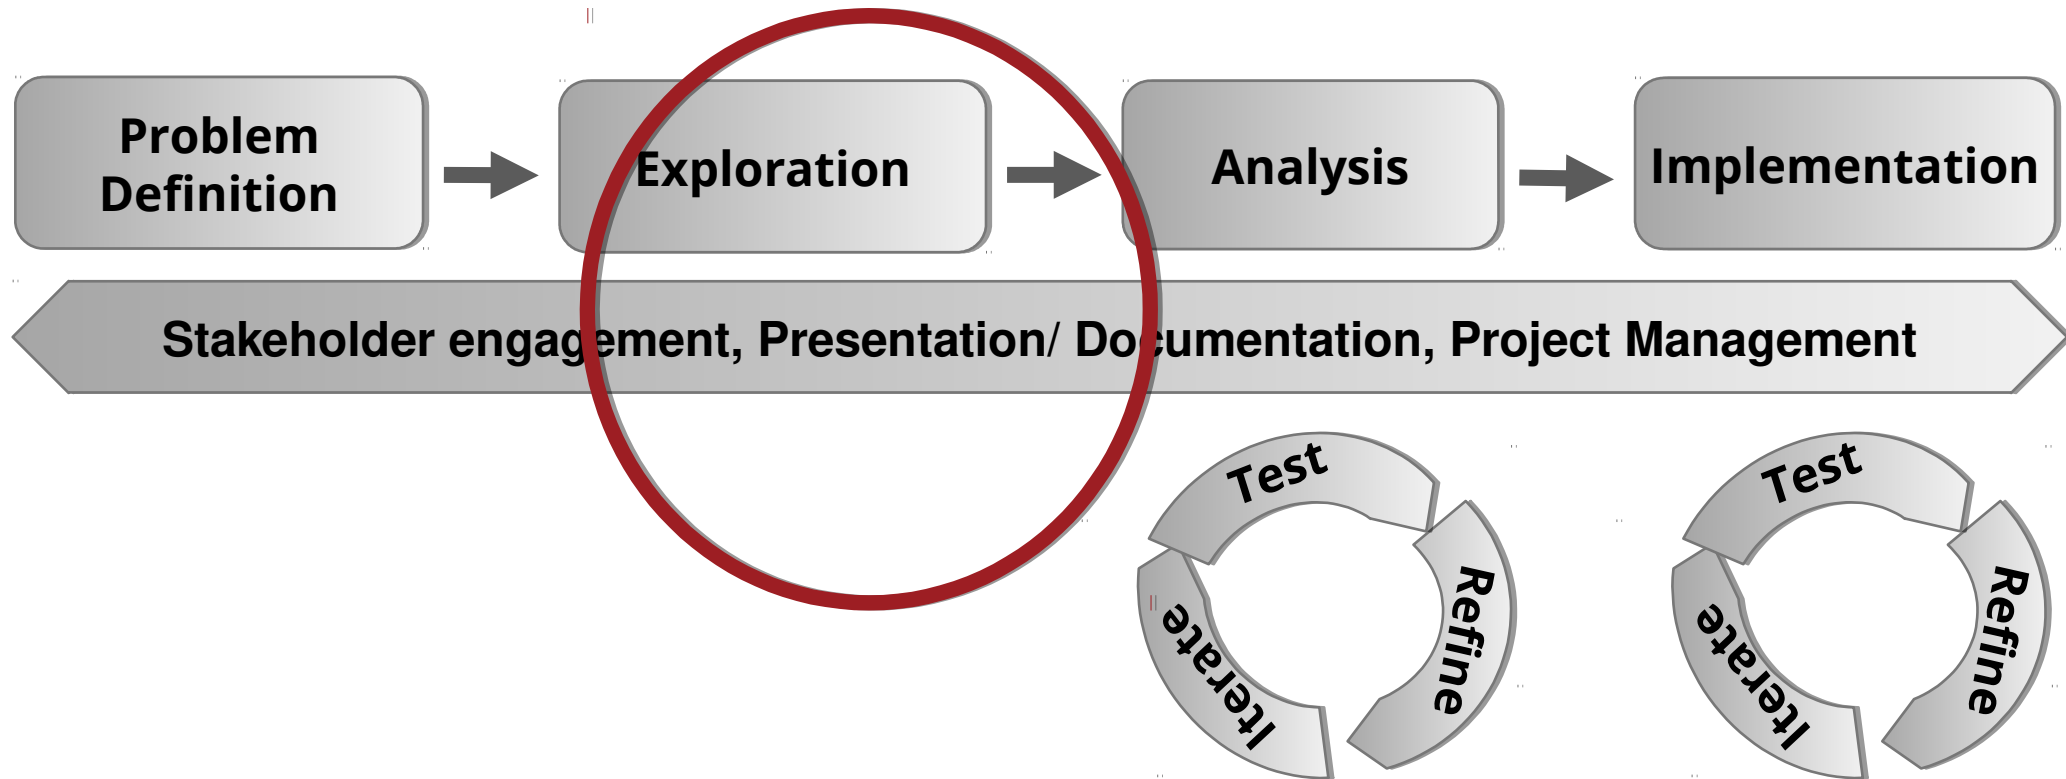 Problem
Definition
Exploration
Analysis
Implementation
Stakeholder engagement, Presentation/ Documentation, Project Management
Test
Refine
Iterate
Test
Refine
Iterate